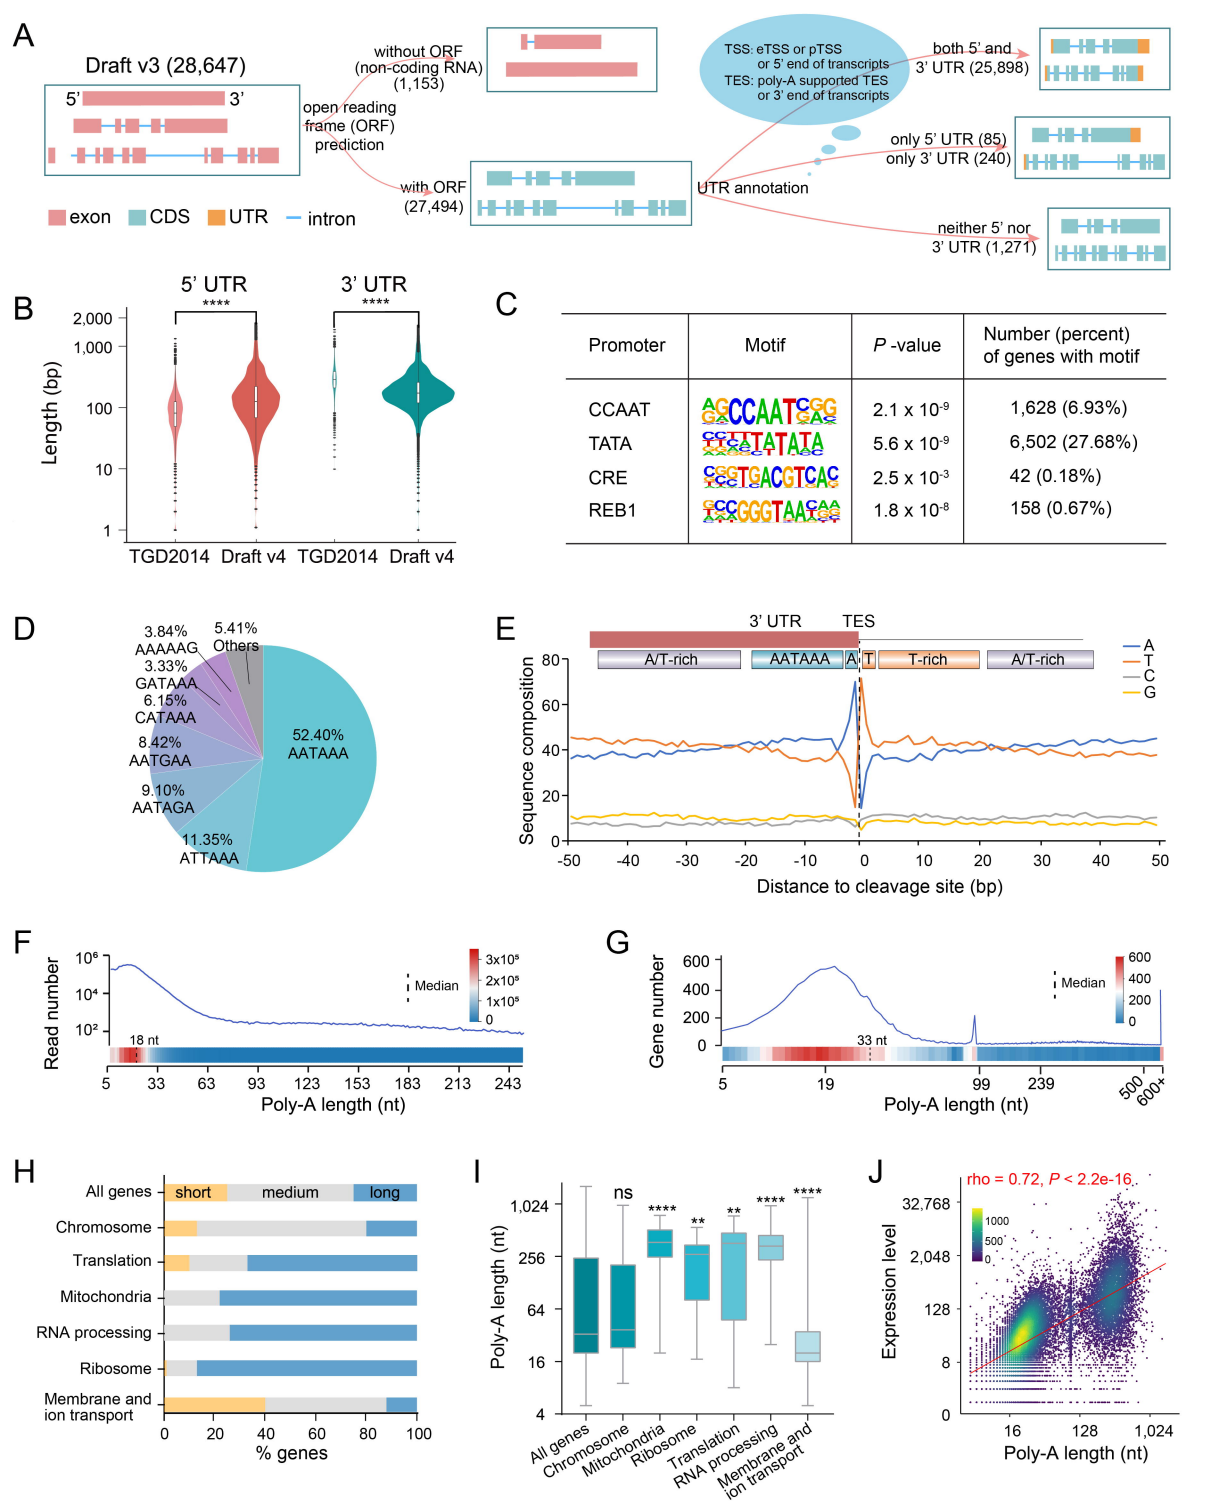 A
Draft v3 (28,647)
5’
3’
open reading
frame (ORF)
prediction
without ORF
(non-coding RNA)
(1,153)
with ORF
(27,494)
TSS: eTSS or pTSS
or 5’ end of transcripts
TES: poly-A supported TES
or 3’ end of transcripts
UTR annotation
both 5’ and
3’ UTR (25,898)
only 5’ UTR (85)
only 3’ UTR (240)
neither 5’ nor
3’ UTR (1,271)
exon
CDS
UTR
intron
B
5’ UTR
3’ UTR
****
****
Length (bp)
2,000
1,000
100
10
1
TGD2014
Draft v4
TGD2014
Draft v4
C
Promoter
Motif
P -value
Number (percent)
of genes with motif
CCAAT
2.1 x 10-9
1,628 (6.93%)
TATA
5.6 x 10-9
6,502 (27.68%)
CRE
2.5 x 10-3
42 (0.18%)
REB1
1.8 x 10-8
158 (0.67%)
D
5.41%
Others
3.84%
AAAAAG
3.33%
GATAAA
6.15%
CATAAA
8.42%
AATGAA
9.10%
AATAGA
11.35%
ATTAAA
52.40%
AATAAA
E
3’ UTR
TES
A/T-rich
AATAAA
A
T
T-rich
A/T-rich
A
T
C
G
Sequence composition
80
60
40
20
0
-50
-40
-30
-20
-10
0
10
20
30
40
50
Distance to cleavage site (bp)
F
Read number
10⁶
10⁴
10²
Median
3x10⁵
2x10⁵
1x10⁵
0
18 nt
5
33
63
93
123
153
183
213
243
Poly-A length (nt)
G
Gene number
600
400
200
0
Median
600
400
200
0
33 nt
5
19
99
239
500
600+
Poly-A length (nt)
H
All genes
short
medium
long
Chromosome
Translation
Mitochondria
RNA processing
Ribosome
Membrane and
ion transport
0
20
40
60
80
100
% genes
I
Poly-A length (nt)
1,024
256
64
16
4
ns
****
**
**
****
****
All genes
Chromosome
Mitochondria
Ribosome
Translation
RNA processing
Membrane and
ion transport
J
rho = 0.72, P < 2.2e-16
1000
500
0
Expression level
32,768
2,048
128
8
0
16
128
1,024
Poly-A length (nt)